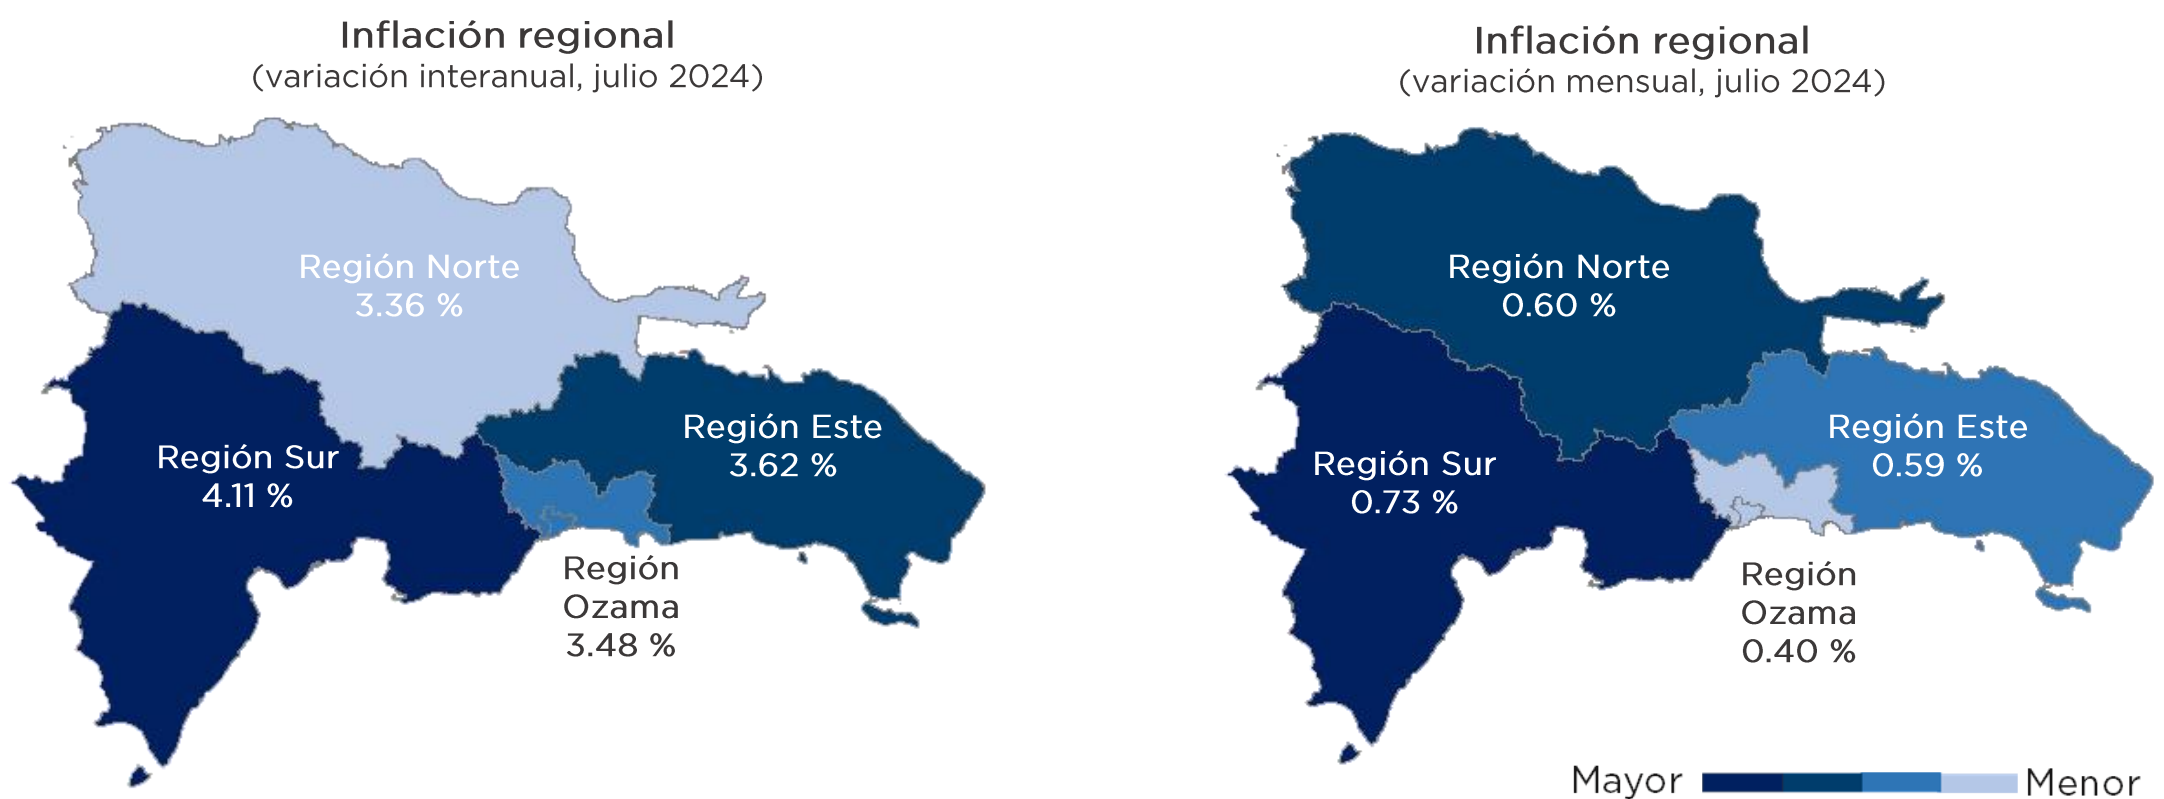 Inflación regional
(variación interanual, julio 2024)
Región Norte
3.36 %
Región Este
3.62 %
Región Sur
4.11 %
Región
Ozama
3.48 %
Inflación regional
(variación mensual, julio 2024)
Región Norte
0.60 %
Región Este
0.59 %
Región Sur
0.73 %
Región
Ozama
0.40 %
Mayor
Menor